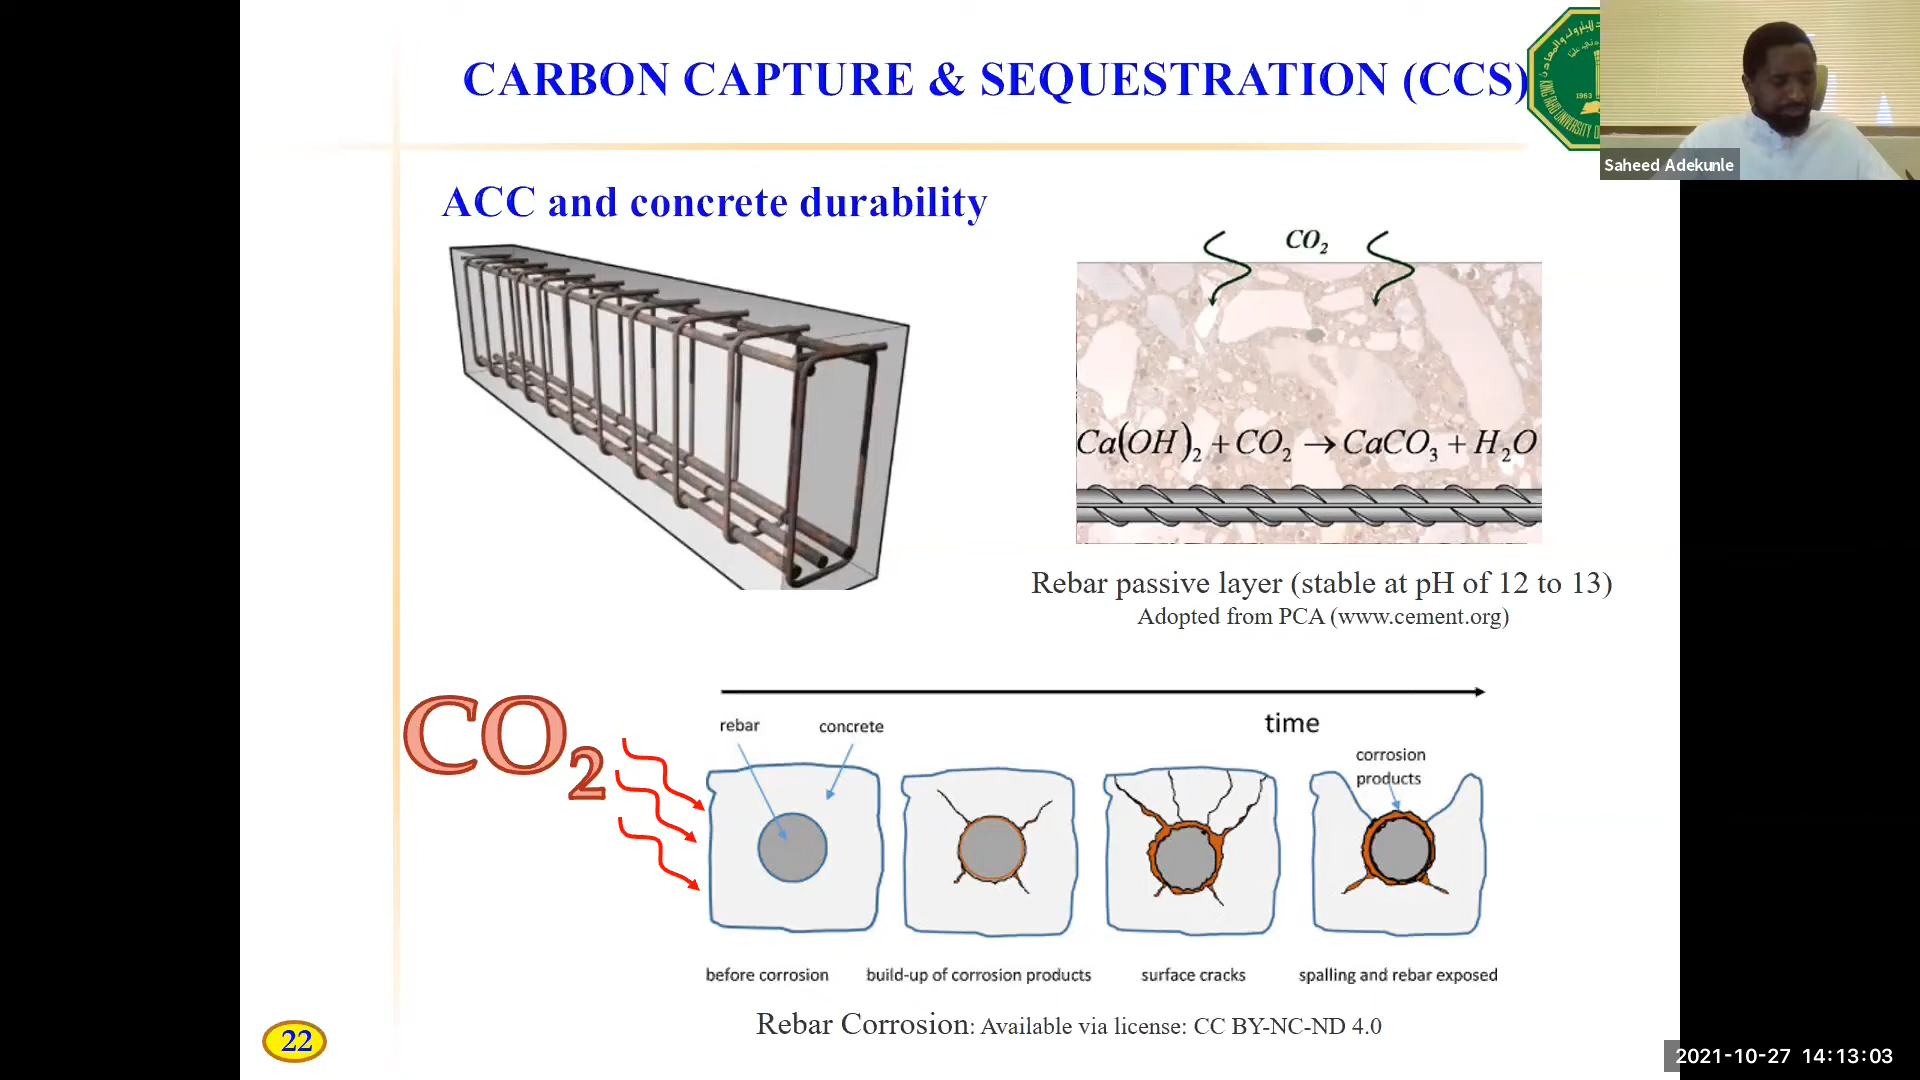 CARBON CAPTURE & SEQUESTRATION (CCS)
1963
Saheed Adekunle
ACC and concrete durability
CO₂
Ca(OH)₂ + CO₂ → CaCO₃ + H₂O
Rebar passive layer (stable at pH of 12 to 13)
Adopted from PCA (www.cement.org)
CO₂
time
rebar
concrete
corrosion
products
before corrosion
build-up of corrosion products
surface cracks
spalling and rebar exposed
Rebar Corrosion: Available via license: CC BY-NC-ND 4.0
22
2021-10-27 14:13:03